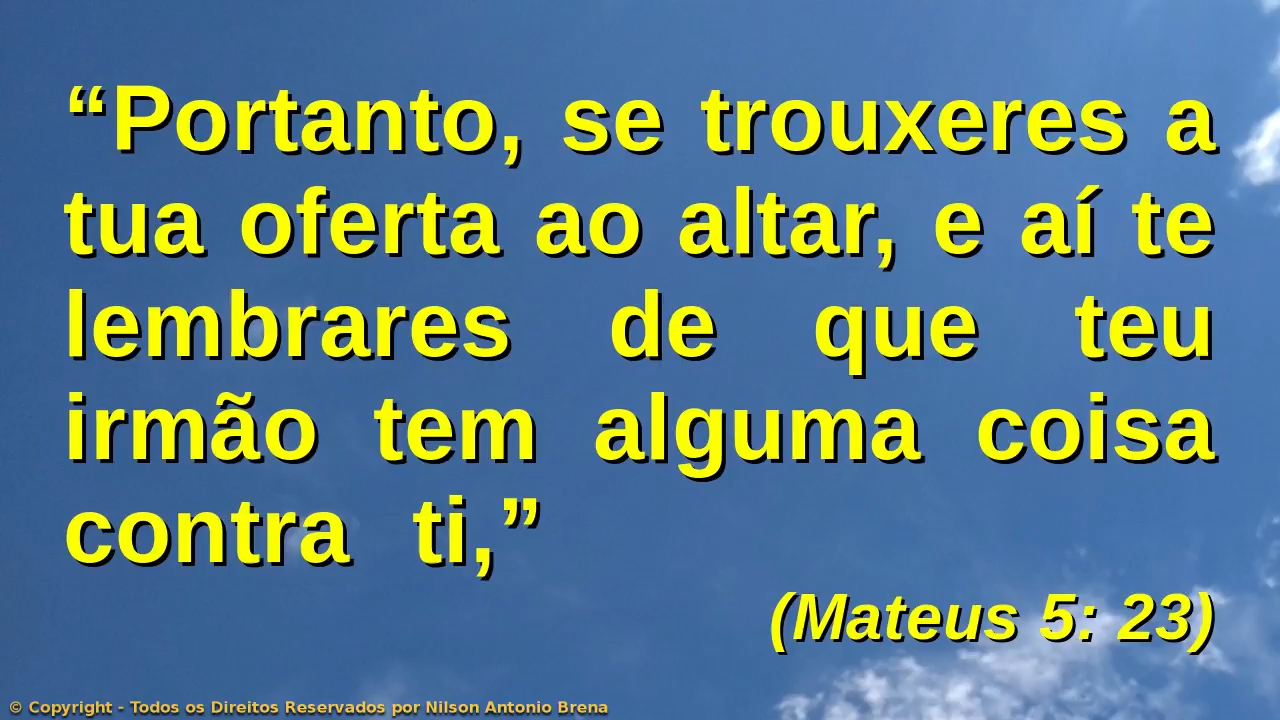 “Portanto, se trouxeres a
tua oferta ao altar, e aí te
lembrares de que teu
irmão tem alguma coisa
contra ti,”
(Mateus 5: 23)
© Copyright - Todos os Direitos Reservados por Nilson Antonio Brena